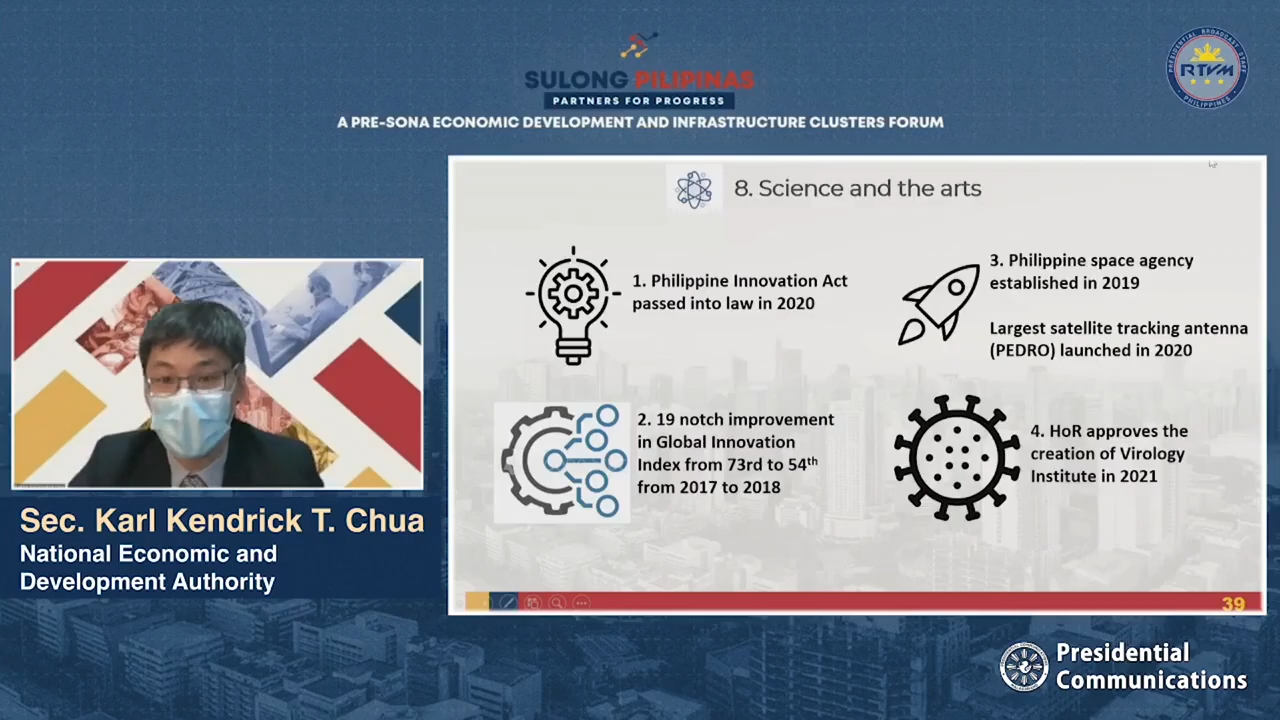 SULONG PILIPINAS
PARTNERS FOR PROGRESS
A PRE-SONA ECONOMIC DEVELOPMENT AND INFRASTRUCTURE CLUSTERS FORUM
PRESIDENTIAL BROADCAST STAFF
RTVM
PHILIPPINES
8. Science and the arts
1. Philippine Innovation Act
passed into law in 2020
2. 19 notch improvement
in Global Innovation
Index from 73rd to 54th
from 2017 to 2018
3. Philippine space agency
established in 2019
Largest satellite tracking antenna
(PEDRO) launched in 2020
4. HoR approves the
creation of Virology
Institute in 2021
39
Sec. Karl Kendrick T. Chua
National Economic and
Development Authority
Presidential
Communications